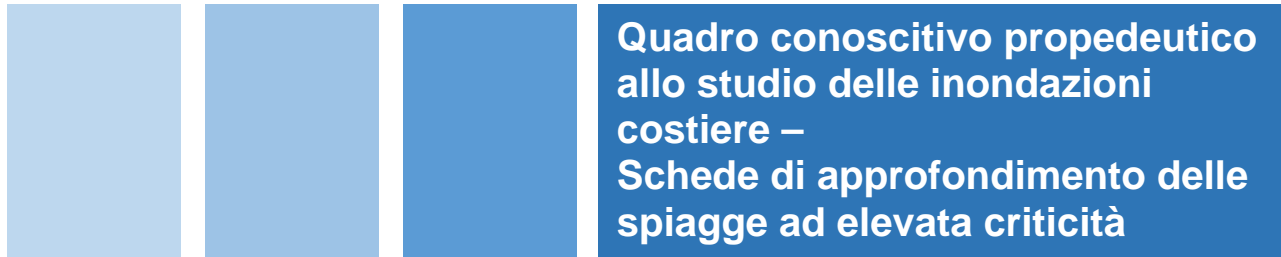 Quadro conoscitivo propedeutico
allo studio delle inondazioni
costiere –
Schede di approfondimento delle
spiagge ad elevata criticità